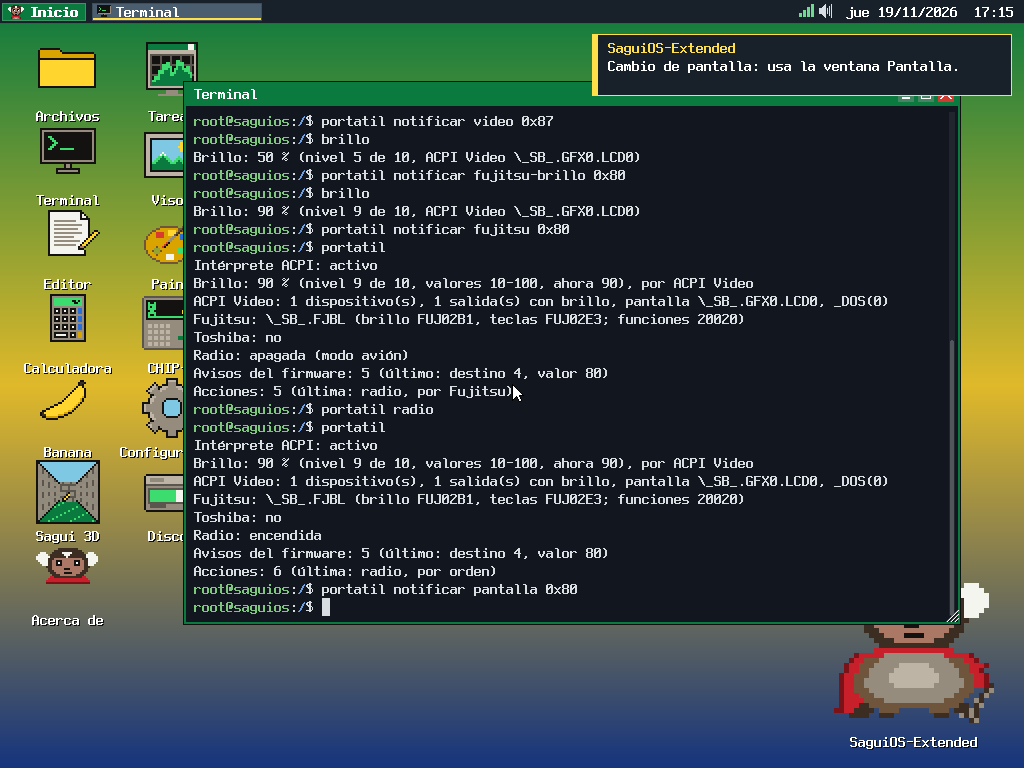 Inicio
Terminal
jue 19/11/2026 17:15
SaguiOS-Extended
Cambio de pantalla: usa la ventana Pantalla.
Archivos
Terminal
Editor
Calculadora
Banana
Sagui 3D
Acerca de
Tarea
Viso
Pain
CHIP-
Configur
Disco
Terminal
root@saguios:/$ portatil notificar video 0x87
root@saguios:/$ brillo
Brillo: 50 % (nivel 5 de 10, ACPI Video \_SB_.GFX0.LCD0)
root@saguios:/$ portatil notificar fujitsu-brillo 0x80
root@saguios:/$ brillo
Brillo: 90 % (nivel 9 de 10, ACPI Video \_SB_.GFX0.LCD0)
root@saguios:/$ portatil notificar fujitsu 0x80
root@saguios:/$ portatil
Intérprete ACPI: activo
Brillo: 90 % (nivel 9 de 10, valores 10-100, ahora 90), por ACPI Video
ACPI Video: 1 dispositivo(s), 1 salida(s) con brillo, pantalla \_SB_.GFX0.LCD0, _DOS(0)
Fujitsu: \_SB_.FJBL (brillo FUJ02B1, teclas FUJ02E3; funciones 20020)
Toshiba: no
Radio: apagada (modo avión)
Avisos del firmware: 5 (último: destino 4, valor 80)
Acciones: 5 (última: radio, por Fujitsu)
root@saguios:/$ portatil radio
root@saguios:/$ portatil
Intérprete ACPI: activo
Brillo: 90 % (nivel 9 de 10, valores 10-100, ahora 90), por ACPI Video
ACPI Video: 1 dispositivo(s), 1 salida(s) con brillo, pantalla \_SB_.GFX0.LCD0, _DOS(0)
Fujitsu: \_SB_.FJBL (brillo FUJ02B1, teclas FUJ02E3; funciones 20020)
Toshiba: no
Radio: encendida
Avisos del firmware: 5 (último: destino 4, valor 80)
Acciones: 6 (última: radio, por orden)
root@saguios:/$ portatil notificar pantalla 0x80
root@saguios:/$
SaguiOS-Extended